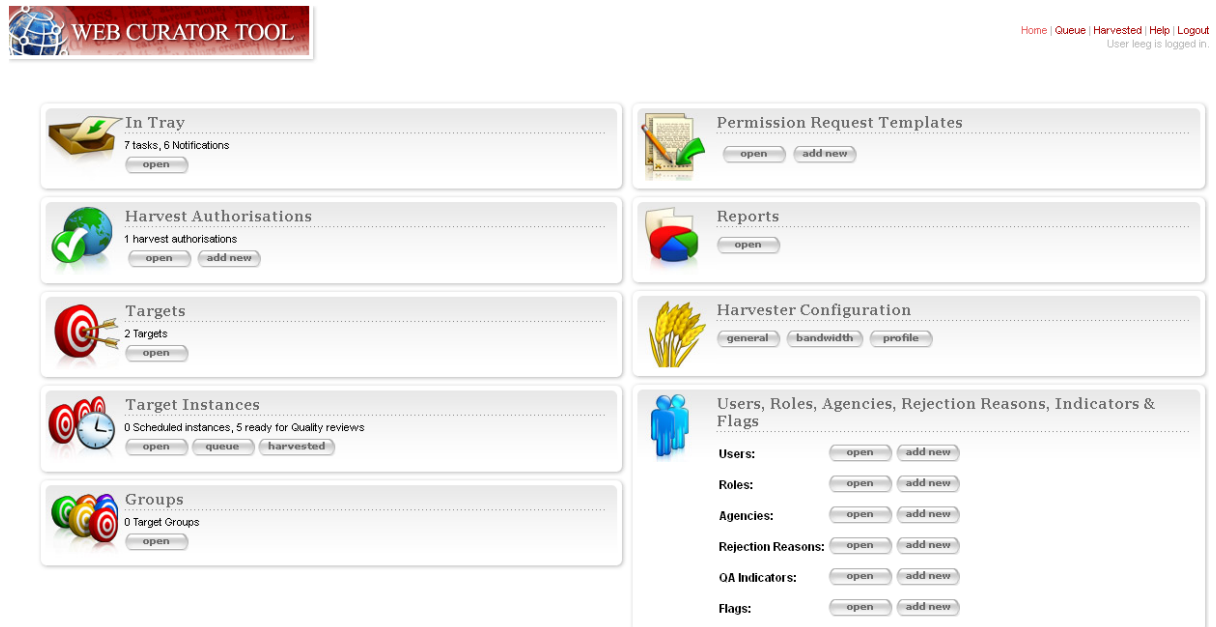 WEB CURATOR TOOL
Home | Queue | Harvested | Help | Logout
User leeg is logged in.
In Tray
7 tasks, 6 Notifications
open
Harvest Authorisations
1 harvest authorisations
open add new
Targets
2 Targets
open
Target Instances
0 Scheduled instances, 5 ready for Quality reviews
open queue harvested
Groups
0 Target Groups
open
Permission Request Templates
open add new
Reports
open
Harvester Configuration
general bandwidth profile
Users, Roles, Agencies, Rejection Reasons, Indicators &
Flags
Users: open add new
Roles: open add new
Agencies: open add new
Rejection Reasons: open add new
QA Indicators: open add new
Flags: open add new